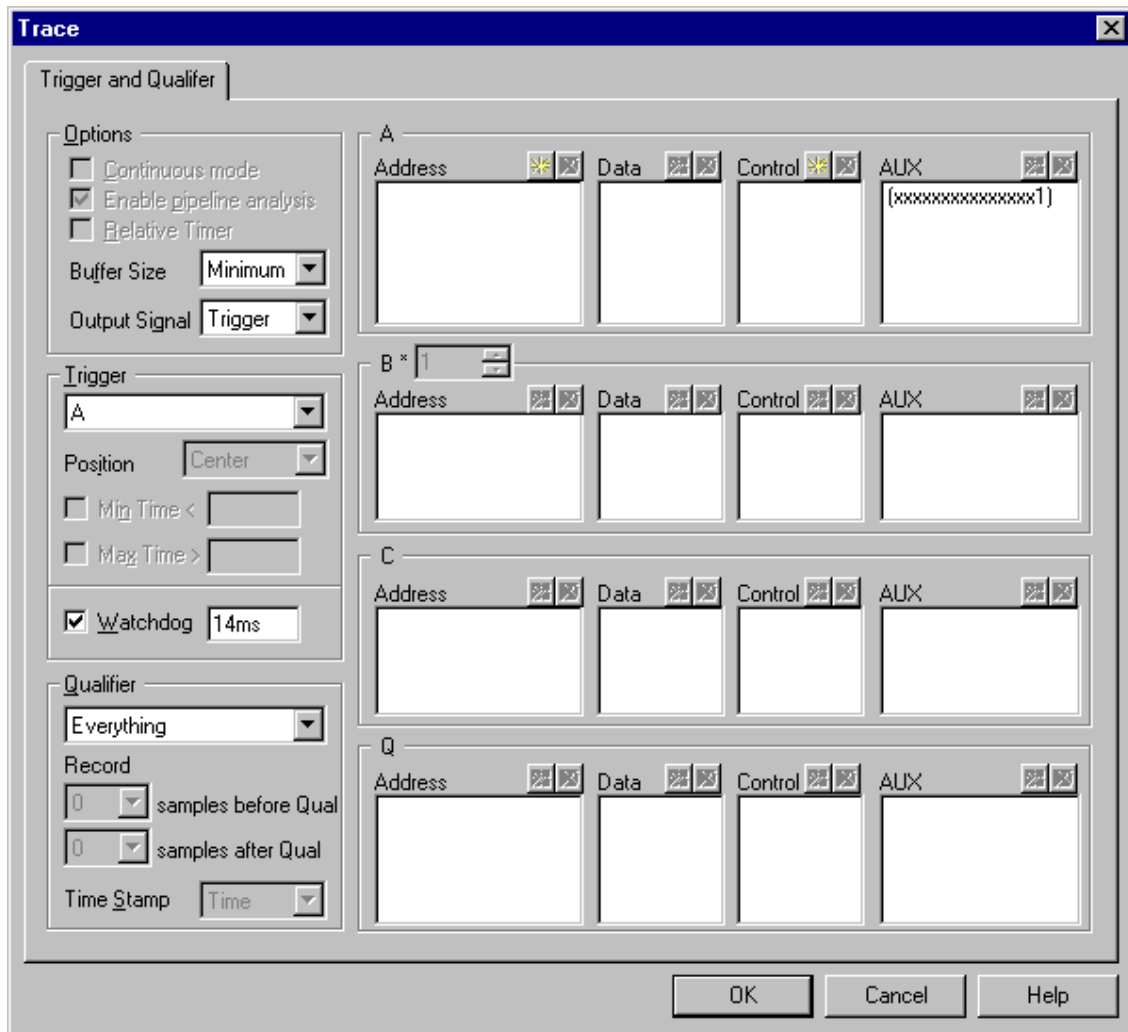 Trace
Trigger and Qualifer
Options
Continuous mode
Enable pipeline analysis
Relative Timer
Buffer Size Minimum
Output Signal Trigger
Trigger
A
Position Center
Min Time <
Max Time >
Watchdog 14ms
Qualifier
Everything
Record
0 samples before Qual
0 samples after Qual
Time Stamp Time
A
Address Data Control AUX
(xxxxxxxxxxxxxxx1)
B * 1
Address Data Control AUX
C
Address Data Control AUX
Q
Address Data Control AUX
OK Cancel Help